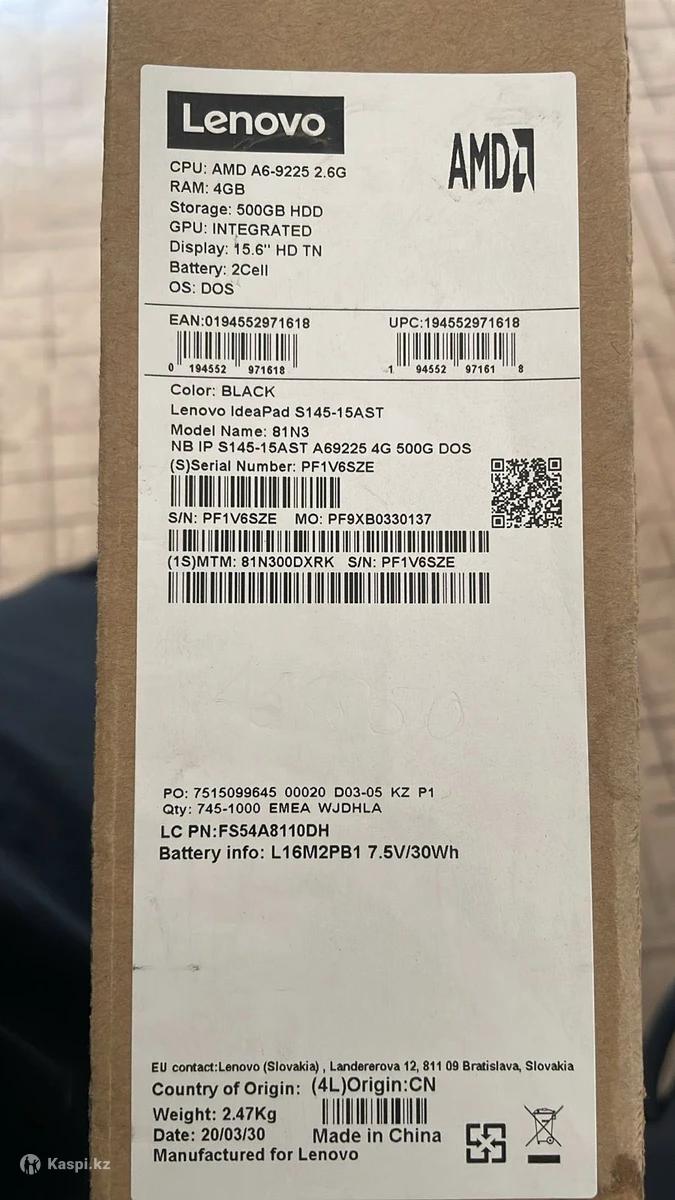 Lenovo
AMD
CPU: AMD A6-9225 2.6G
RAM: 4GB
Storage: 500GB HDD
GPU: INTEGRATED
Display: 15.6" HD TN
Battery: 2Cell
OS: DOS
EAN:0194552971618 UPC:194552971618
0 194552 971618 1 94552 97161 8
Color: BLACK
Lenovo IdeaPad S145-15AST
Model Name: 81N3
NB IP S145-15AST A69225 4G 500G DOS
(S)Serial Number: PF1V6SZE
S/N: PF1V6SZE MO: PF9XB0330137
(1S)MTM: 81N300DXRK S/N: PF1V6SZE
PO: 7515099645 00020 D03-05 KZ P1
Qty: 745-1000 EMEA WJDHLA
LC PN:FS54A8110DH
Battery info: L16M2PB1 7.5V/30Wh
EU contact:Lenovo (Slovakia) , Landererova 12, 811 09 Bratislava, Slovakia
Country of Origin: (4L)Origin:CN
Weight: 2.47Kg
Date: 20/03/30 Made in China
Manufactured for Lenovo
Kaspi.kz